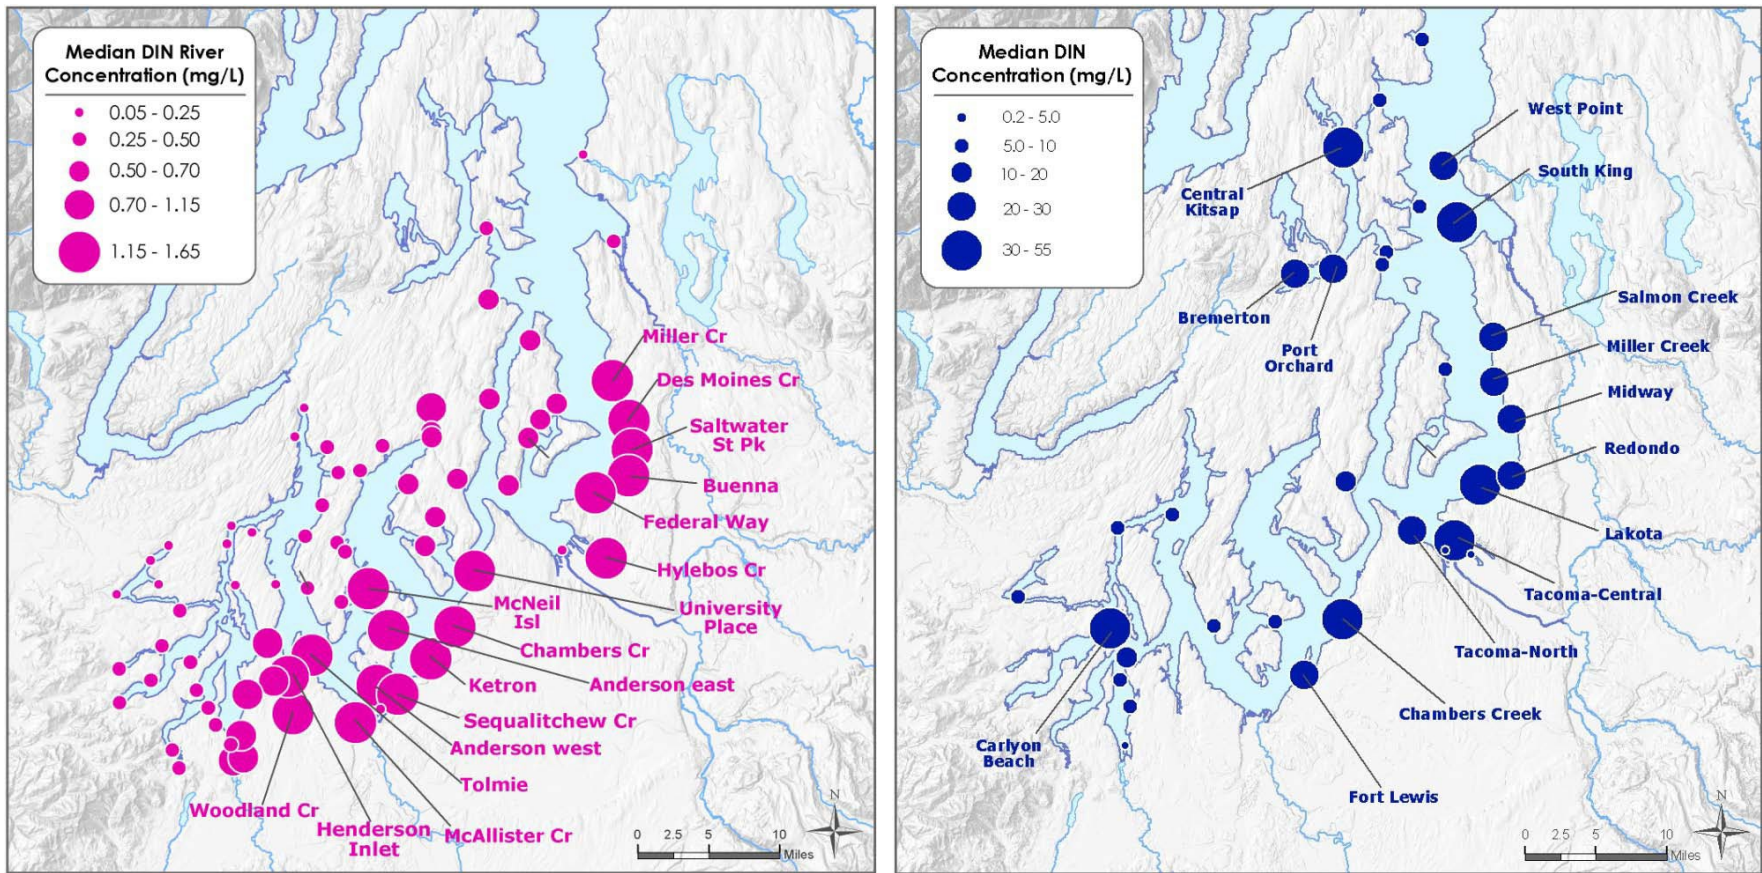 Median DIN River
Concentration (mg/L)
0.05 - 0.25
0.25 - 0.50
0.50 - 0.70
0.70 - 1.15
1.15 - 1.65
Miller Cr
Des Moines Cr
Saltwater
St Pk
Buenna
Federal Way
Hylebos Cr
University
Place
McNeil
Isl
Chambers Cr
Anderson east
Ketron
Sequalitchew Cr
Anderson west
Tolmie
Woodland Cr
Henderson
Inlet
McAllister Cr
N
0 2.5 5 10
Miles
Median DIN
Concentration (mg/L)
0.2 - 5.0
5.0 - 10
10 - 20
20 - 30
30 - 55
West Point
South King
Central
Kitsap
Bremerton
Port
Orchard
Salmon Creek
Miller Creek
Midway
Redondo
Lakota
Tacoma-Central
Tacoma-North
Chambers Creek
Carlyon
Beach
Fort Lewis
N
0 2.5 5 10
Miles